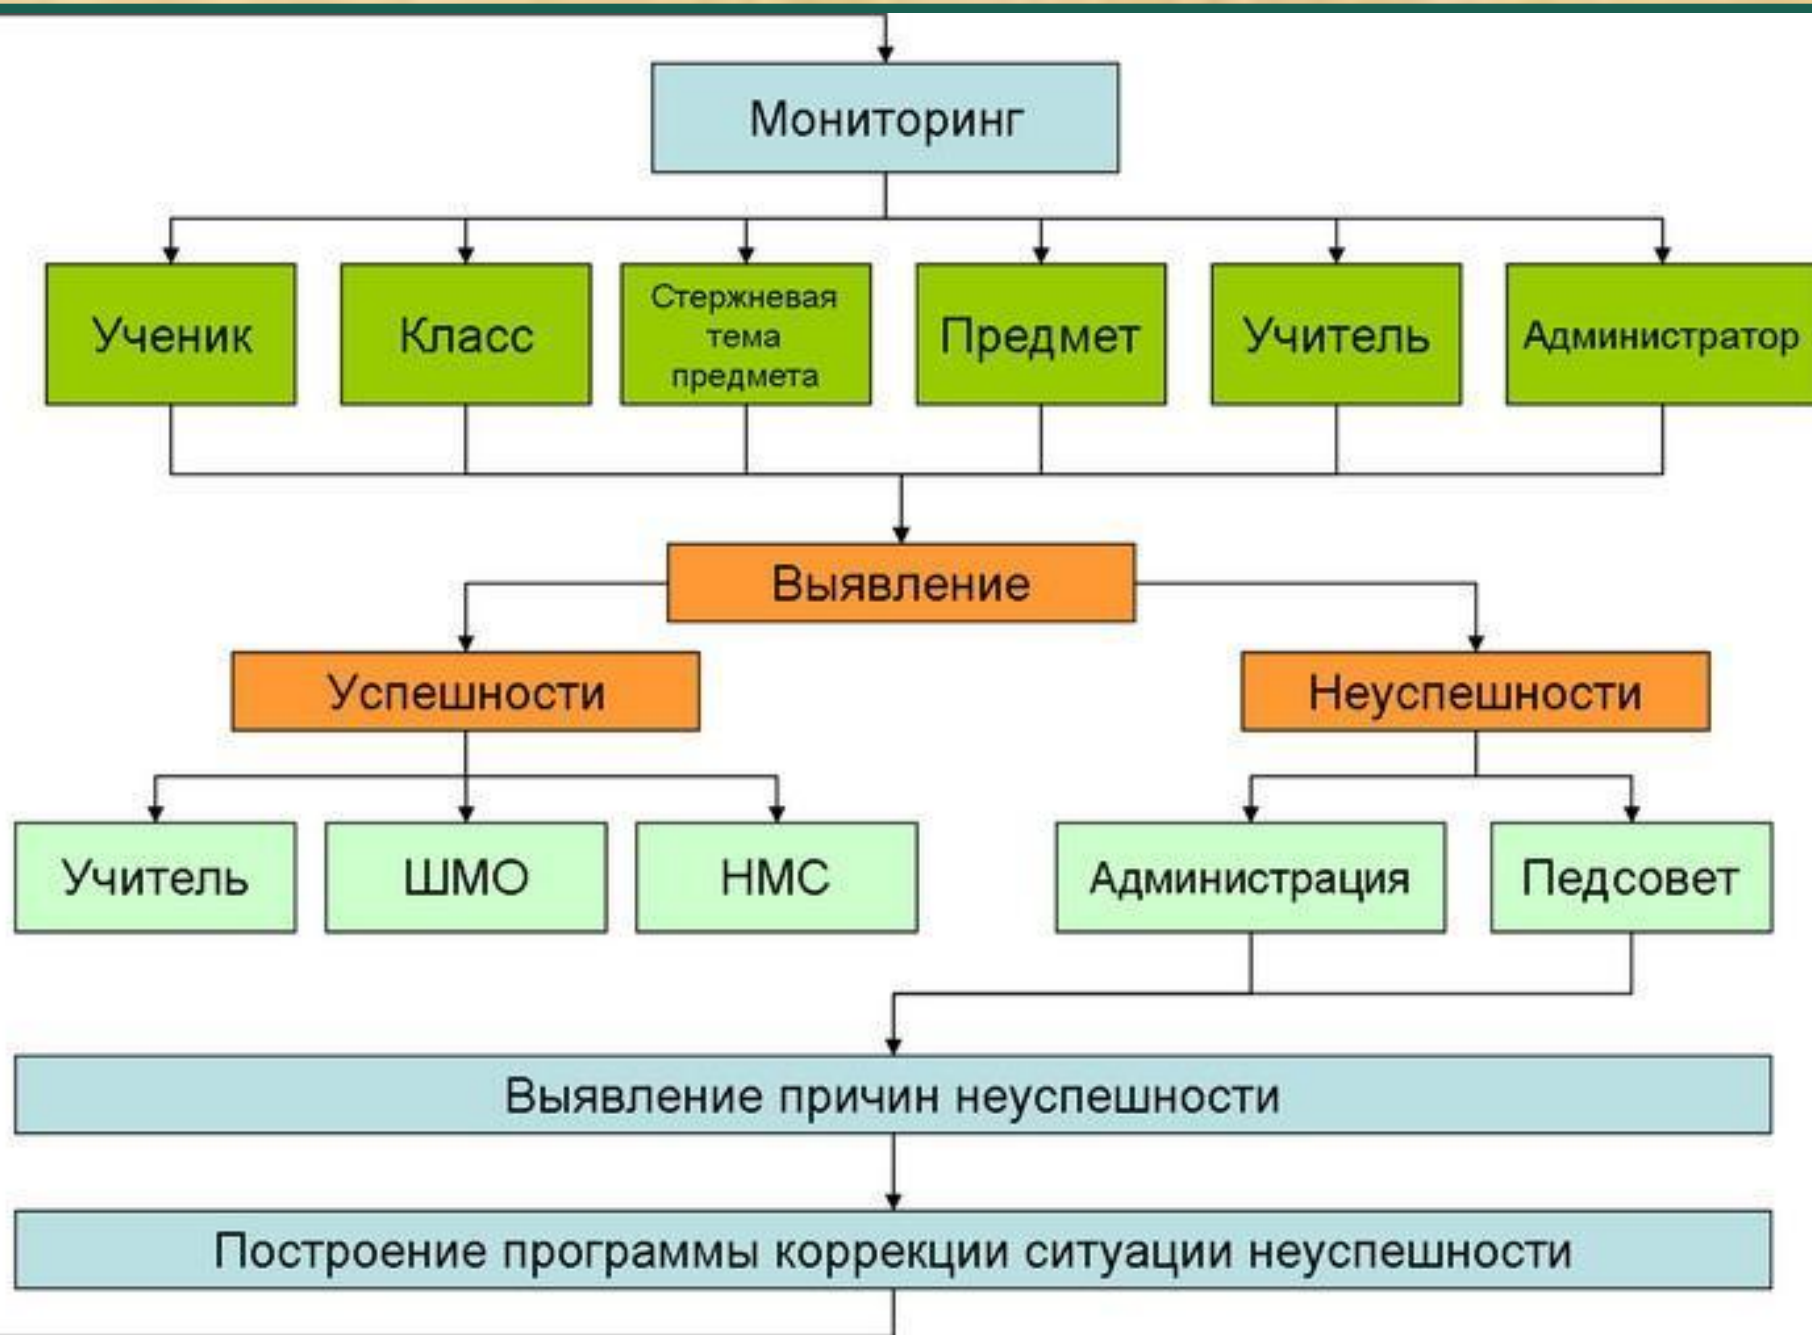 Мониторинг
Ученик
Класс
Стержневая
тема
предмета
Предмет
Учитель
Администратор
Выявление
Успешности
Неуспешности
Учитель
ШМО
НМС
Администрация
Педсовет
Выявление причин неуспешности
Построение программы коррекции ситуации неуспешности